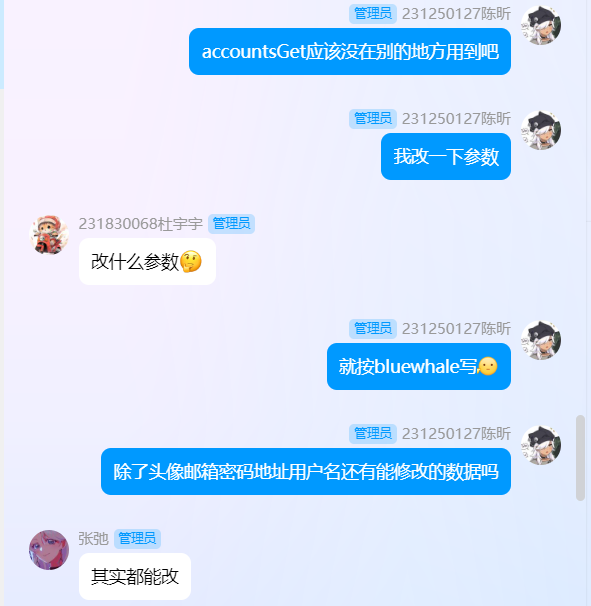 管理员 231250127陈昕
accountsGet应该没在别的地方用到吧
管理员 231250127陈昕
我改一下参数
231830068杜宇宇 管理员
改什么参数🤔
管理员 231250127陈昕
就按bluewhale写🫡
管理员 231250127陈昕
除了头像邮箱密码地址用户名还有能修改的数据吗
张弛 管理员
其实都能改